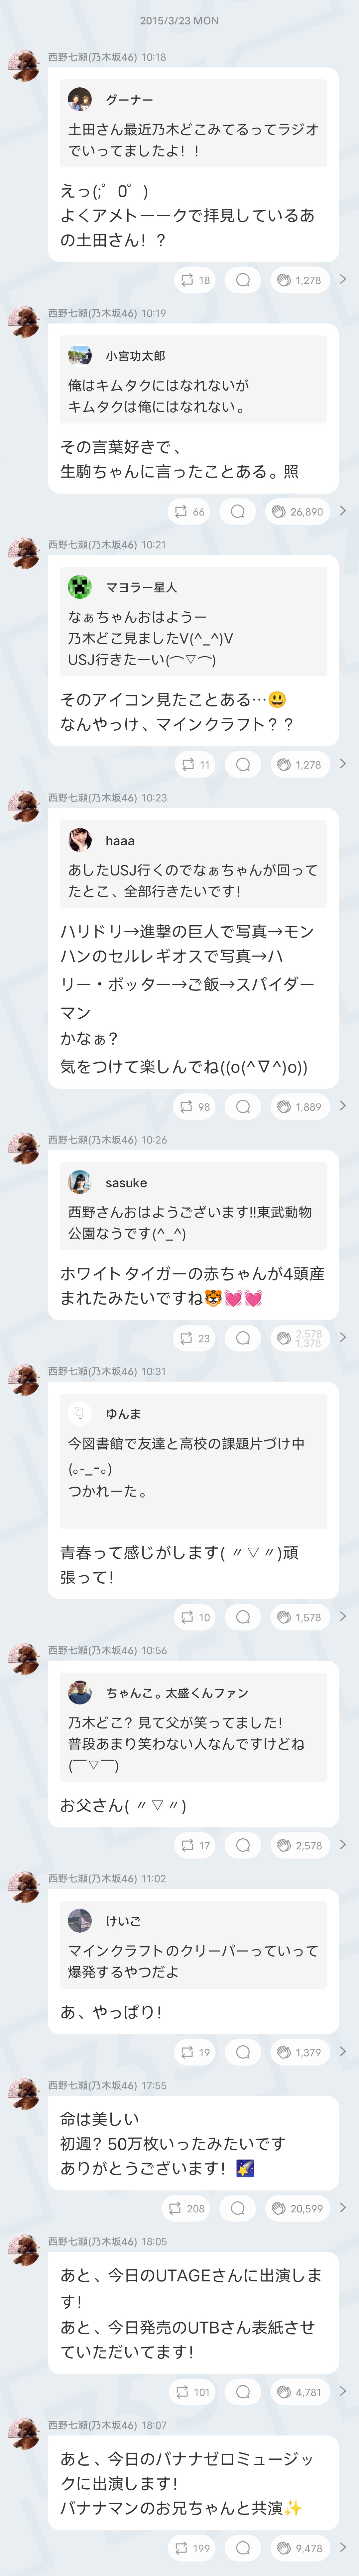 2015/3/23 MON
西野七瀬(乃木坂46) 10:18
グーナー
土田さん最近乃木どこみてるってラジオ
でいってましたよ！！
えっ(;゜0゜)
よくアメトーークで拝見しているあ
の土田さん！？
18 1,278
西野七瀬(乃木坂46) 10:19
小宮功太郎
俺はキムタクにはなれないが
キムタクは俺にはなれない。
その言葉好きで、
生駒ちゃんに言ったことある。照
66 26,890
西野七瀬(乃木坂46) 10:21
マヨラー星人
なぁちゃんおはようー
乃木どこ見ましたV(^_^)V
USJ行きたーい(⌒▽⌒)
そのアイコン見たことある…😃
なんやっけ、マインクラフト？？
11 1,278
西野七瀬(乃木坂46) 10:23
haaa
あしたUSJ行くのでなぁちゃんが回って
たとこ、全部行きたいです！
ハリドリ→進撃の巨人で写真→モン
ハンのセルレギオスで写真→ハ
リー・ポッター→ご飯→スパイダー
マン
かなぁ？
気をつけて楽しんでね((o(^∇^)o))
98 1,889
西野七瀬(乃木坂46) 10:26
sasuke
西野さんおはようございます!!東武動物
公園なうです(^_^)
ホワイトタイガーの赤ちゃんが4頭産
まれたみたいですね🐯💓💓
23 2,578
1,378
西野七瀬(乃木坂46) 10:31
ゆんま
今図書館で友達と高校の課題片づけ中
(｡-_-｡)
つかれーた。
青春って感じがします(〃▽〃)頑
張って！
10 1,578
西野七瀬(乃木坂46) 10:56
ちゃんこ。太盛くんファン
乃木どこ？見て父が笑ってました！
普段あまり笑わない人なんですけどね
(￣▽￣)
お父さん(〃▽〃)
17 2,578
西野七瀬(乃木坂46) 11:02
けいご
マインクラフトのクリーパーっていって
爆発するやつだよ
あ、やっぱり！
19 1,379
西野七瀬(乃木坂46) 17:55
命は美しい
初週？50万枚いったみたいです
ありがとうございます！🌠
208 20,599
西野七瀬(乃木坂46) 18:05
あと、今日のUTAGEさんに出演しま
す！
あと、今日発売のUTBさん表紙させ
ていただいてます！
101 4,781
西野七瀬(乃木坂46) 18:07
あと、今日のバナナゼロミュージッ
クに出演します！
バナナマンのお兄ちゃんと共演✨
199 9,478